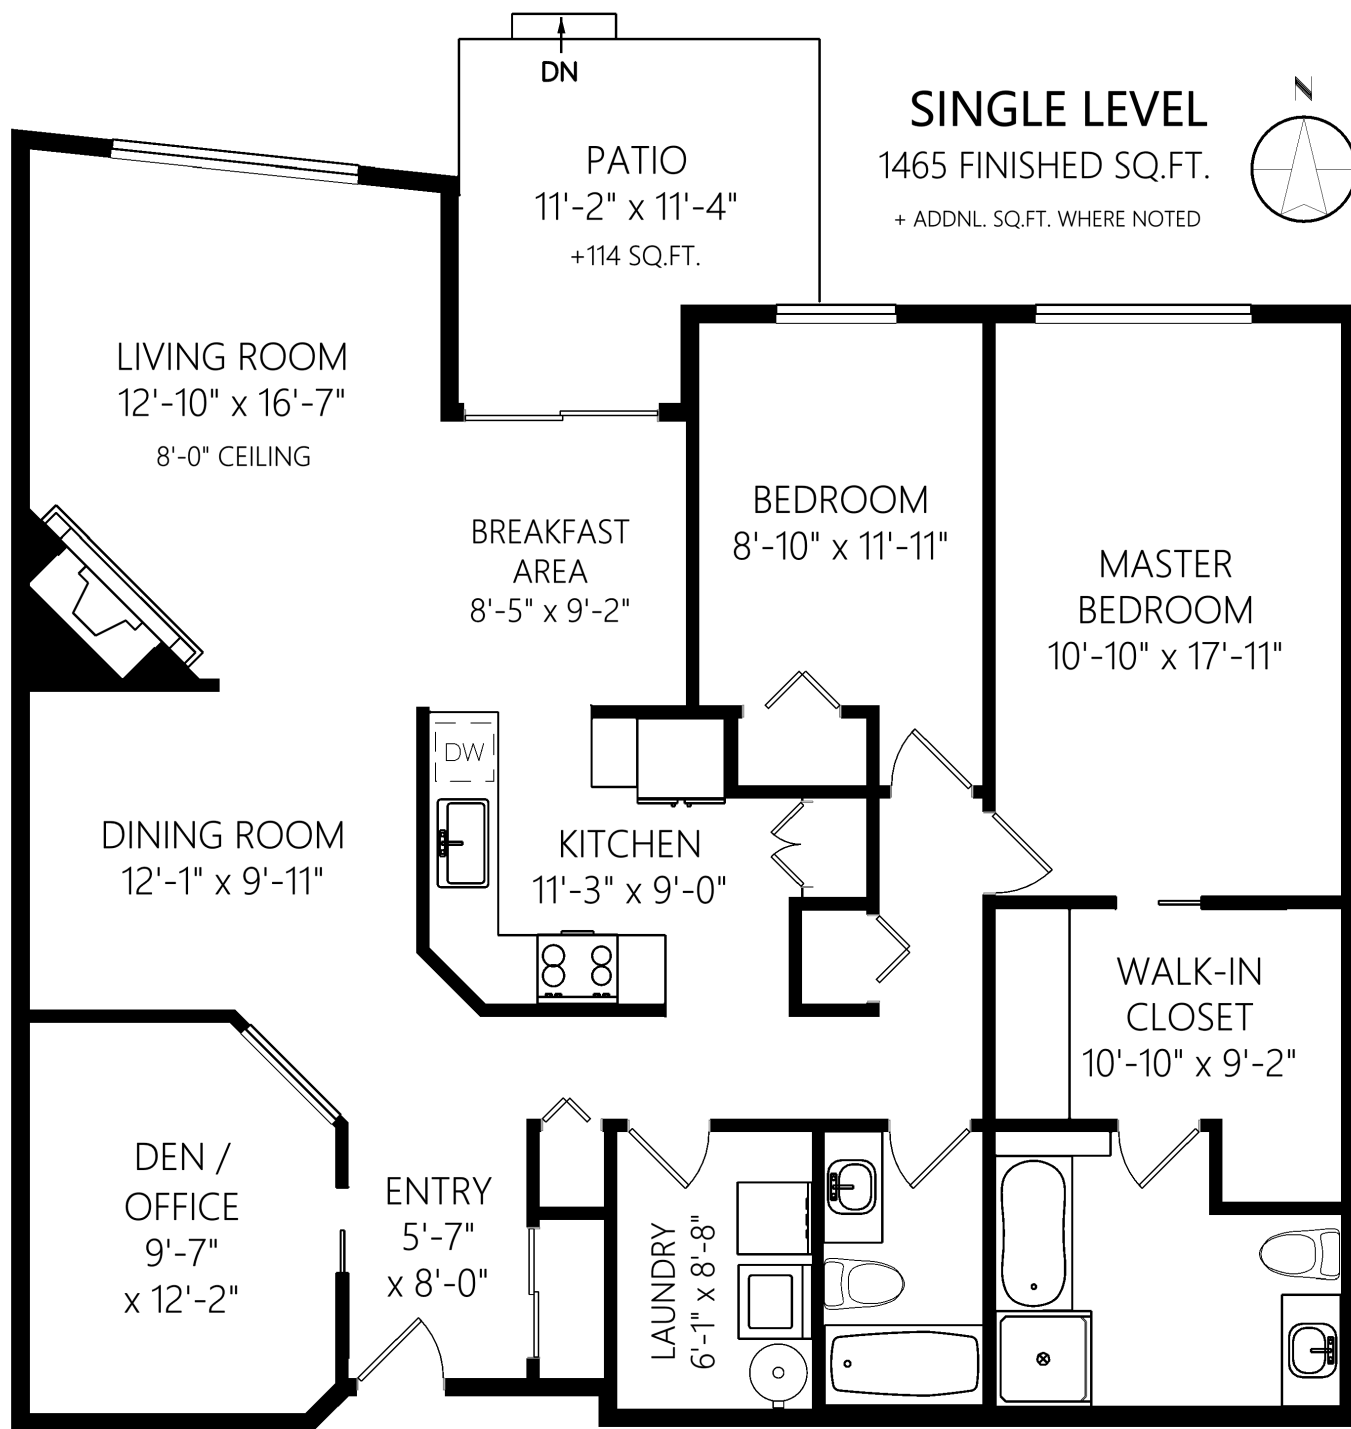 DN
SINGLE LEVEL
1465 FINISHED SQ.FT.
+ ADDNL. SQ.FT. WHERE NOTED
N
PATIO
11'-2" x 11'-4"
+114 SQ.FT.
LIVING ROOM
12'-10" x 16'-7"
8'-0" CEILING
BREAKFAST
AREA
8'-5" x 9'-2"
BEDROOM
8'-10" x 11'-11"
MASTER
BEDROOM
10'-10" x 17'-11"
DW
DINING ROOM
12'-1" x 9'-11"
KITCHEN
11'-3" x 9'-0"
WALK-IN
CLOSET
10'-10" x 9'-2"
DEN /
OFFICE
9'-7"
x 12'-2"
ENTRY
5'-7"
x 8'-0"
LAUNDRY
6'-1" x 8'-8"